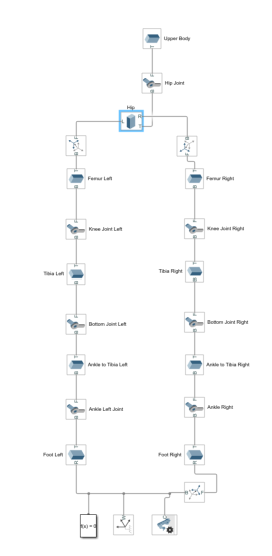 Upper Body
Hip Joint
Hip
Femur Left
Femur Right
Knee Joint Left
Knee Joint Right
Tibia Left
Tibia Right
Bottom Joint Left
Bottom Joint Right
Ankle to Tibia Left
Ankle to Tibia Right
Ankle Left Joint
Ankle Right
Foot Left
Foot Right
f(x) = 0